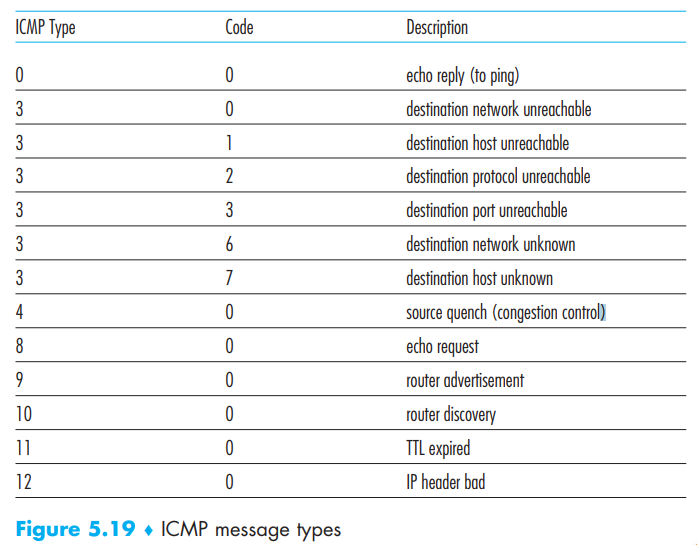 ICMP Type Code Description
0 0 echo reply (to ping)
3 0 destination network unreachable
3 1 destination host unreachable
3 2 destination protocol unreachable
3 3 destination port unreachable
3 6 destination network unknown
3 7 destination host unknown
4 0 source quench (congestion control)
8 0 echo request
9 0 router advertisement
10 0 router discovery
11 0 TTL expired
12 0 IP header bad
Figure 5.19 ♦ ICMP message types